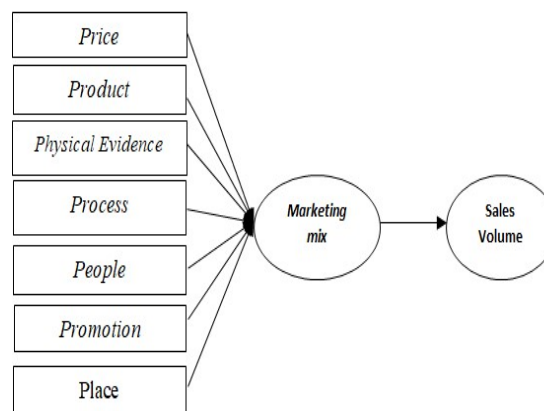 Price
Product
Physical Evidence
Process
People
Promotion
Place
Marketing
mix
Sales
Volume